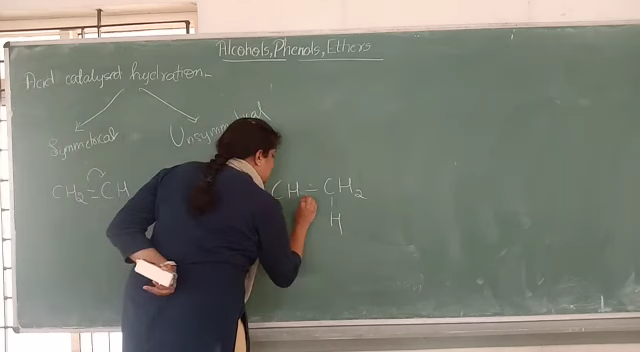 Alcohols, Phenols, Ethers
Acid catalysed hydration
Symmetrical
CH₂=CH
CH=CH₂
H